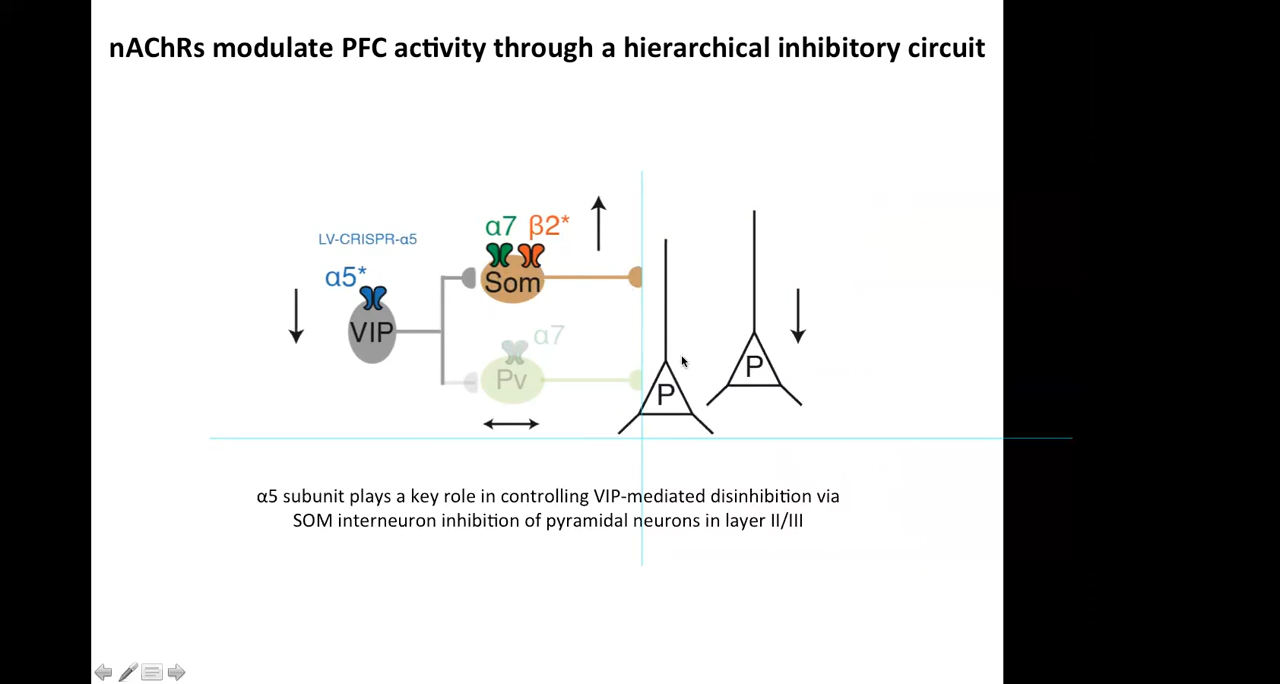 nAChRs modulate PFC activity through a hierarchical inhibitory circuit
LV-CRISPR-α5
α5*
VIP
α7 β2*
Som
α7
Pv
P
P
α5 subunit plays a key role in controlling VIP-mediated disinhibition via
SOM interneuron inhibition of pyramidal neurons in layer II/III